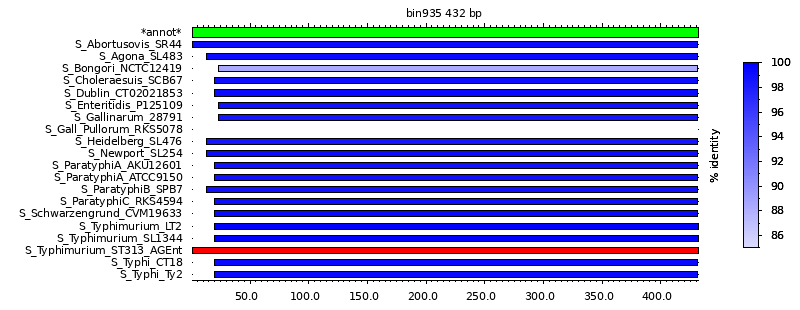 bin935 432 bp
*annot*
S_Abortusovis_SR44
S_Agona_SL483
S_Bongori_NCTC12419
S_Choleraesuis_SCB67
S_Dublin_CT02021853
S_Enteritidis_P125109
S_Gallinarum_28791
S_Gall_Pullorum_RKS5078
S_Heidelberg_SL476
S_Newport_SL254
S_ParatyphiA_AKU12601
S_ParatyphiA_ATCC9150
S_ParatyphiB_SPB7
S_ParatyphiC_RKS4594
S_Schwarzengrund_CVM19633
S_Typhimurium_LT2
S_Typhimurium_SL1344
S_Typhimurium_ST313_AGEnt
S_Typhi_CT18
S_Typhi_Ty2
50.0 100.0 150.0 200.0 250.0 300.0 350.0 400.0
% identity
100
98
96
94
92
90
88
86